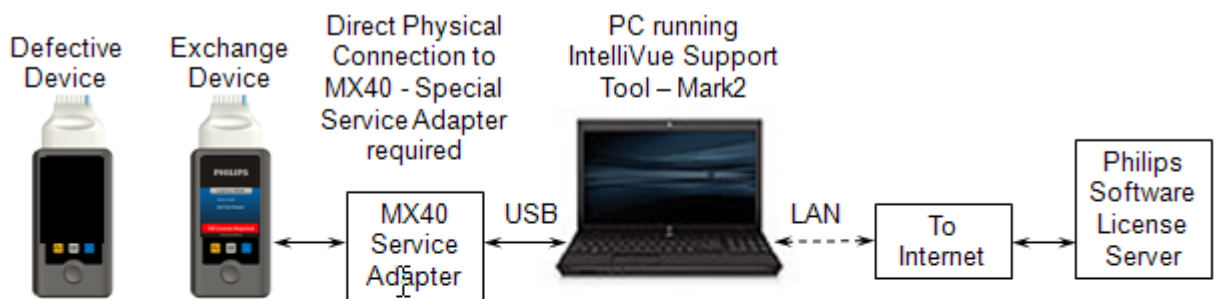 Defective
Device
Exchange
Device
Direct Physical
Connection to
MX40 - Special
Service Adapter
required
PC running
IntelliVue Support
Tool – Mark2
PHILIPS
MX40
Service
Adapter
USB
LAN
To
Internet
Philips
Software
License
Server